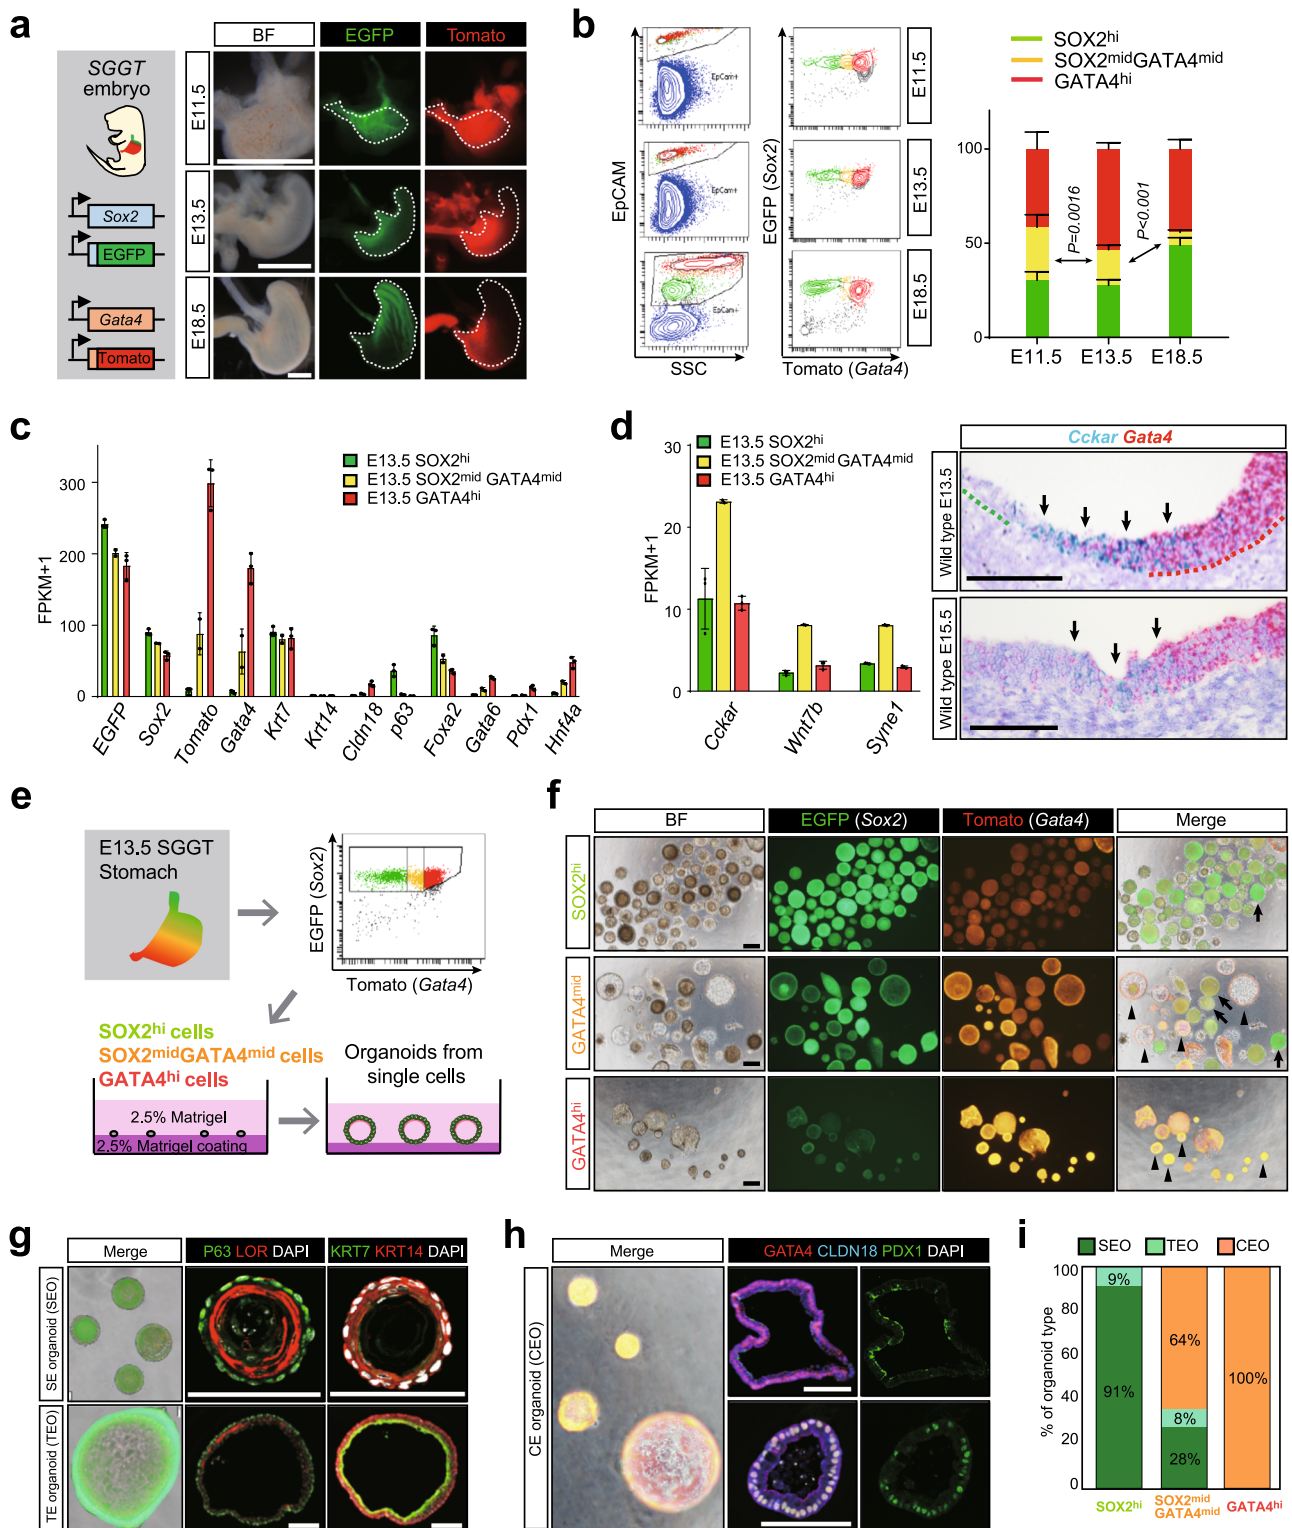 a
BF
EGFP
Tomato
SGGT
embryo
Sox2
EGFP
Gata4
Tomato
E11.5
E13.5
E18.5
b
EpCAM
EpCam+
EpCam+
EpCam+
SSC
EGFP (Sox2)
Tomato (Gata4)
E11.5
E13.5
E18.5
SOX2hi
SOX2midGATA4mid
GATA4hi
100
50
0
P=0.0016
P<0.001
E11.5
E13.5
E18.5
c
FPKM+1
300
200
100
0
E13.5 SOX2hi
E13.5 SOX2mid GATA4mid
E13.5 GATA4hi
EGFP
Sox2
Tomato
Gata4
Krt7
Krt14
Cldn18
p63
Foxa2
Gata6
Pdx1
Hnf4a
d
FPKM+1
30
20
10
0
E13.5 SOX2hi
E13.5 SOX2mid GATA4mid
E13.5 GATA4hi
Cckar
Wnt7b
Syne1
Cckar Gata4
Wild type E13.5
Wild type E15.5
e
E13.5 SGGT
Stomach
EGFP (Sox2)
Tomato (Gata4)
SOX2hi cells
SOX2midGATA4mid cells
GATA4hi cells
2.5% Matrigel
2.5% Matrigel coating
Organoids from
single cells
f
BF
EGFP (Sox2)
Tomato (Gata4)
Merge
SOX2hi
GATA4mid
GATA4hi
g
Merge
P63 LOR DAPI
KRT7 KRT14 DAPI
SE organoid (SEO)
TE organoid (TEO)
h
Merge
GATA4 CLDN18 PDX1 DAPI
CE organoid (CEO)
i
SEO
TEO
CEO
% of organoid type
100
80
60
40
20
0
9%
91%
64%
8%
28%
100%
SOX2hi
SOX2mid
GATA4mid
GATA4hi